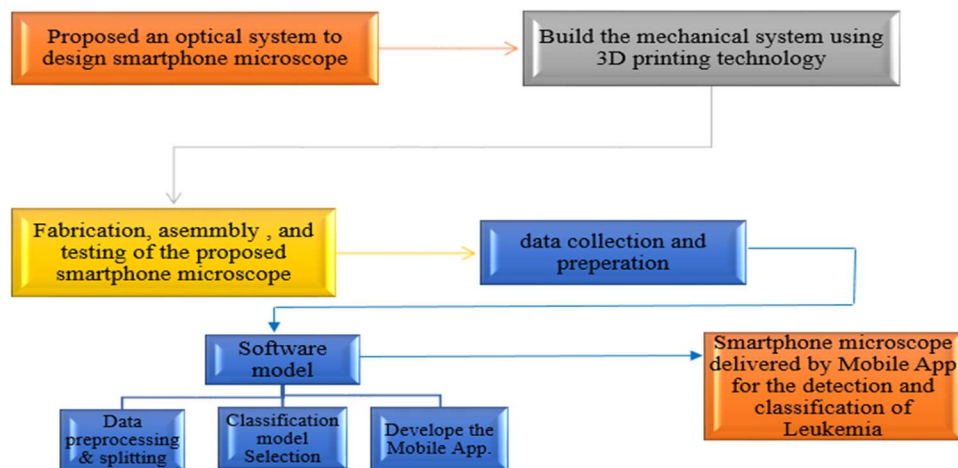 Proposed an optical system to
design smartphone microscope
Build the mechanical system using
3D printing technology
Fabrication, asemmbly , and
testing of the proposed
smartphone microscope
data collection and
preperation
Software
model
Smartphone microscope
delivered by Mobile App
for the detection and
classification of
Leukemia
Data
preprocessing
& splitting
Classification
model
Selection
Develope the
Mobile App.